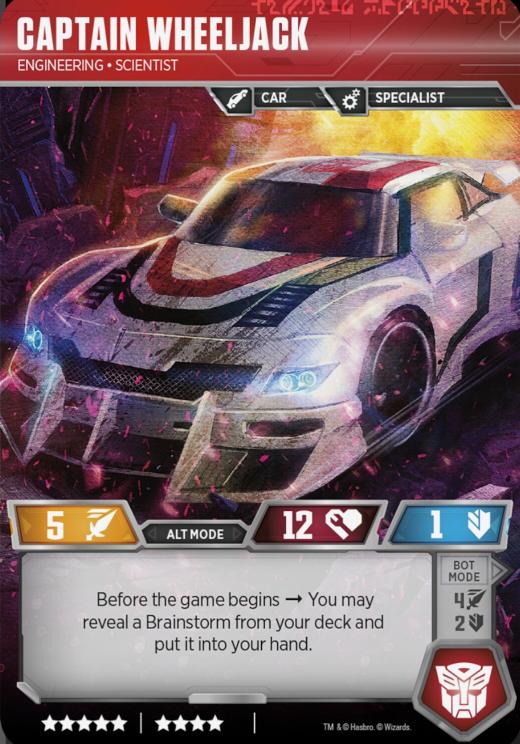 CAPTAIN WHEELJACK
ENGINEERING • SCIENTIST
CAR
SPECIALIST
5
ALT MODE
12
1
Before the game begins ➞ You may
reveal a Brainstorm from your deck and
put it into your hand.
BOT
MODE
4
2
★★★★★ | ★★★★ |
TM & © Hasbro. © Wizards.